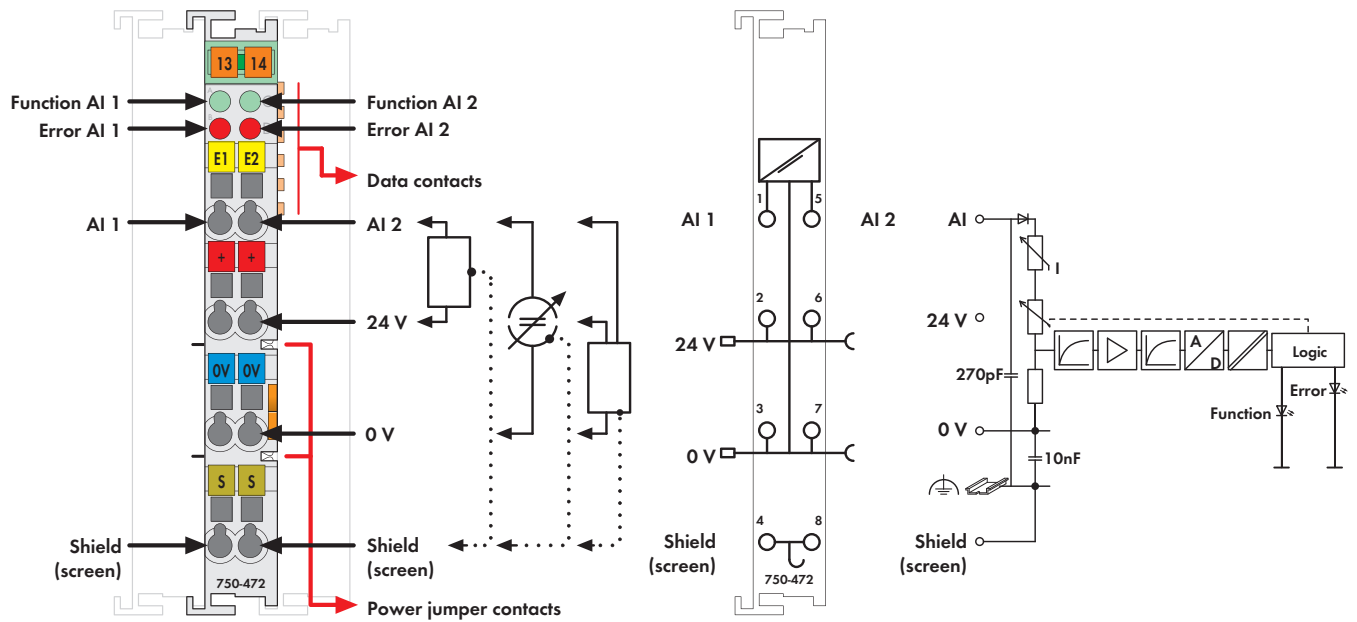 13 14
Function AI 1
Function AI 2
Error AI 1
Error AI 2
E1 E2
Data contacts
AI 1
AI 2
+ +
24 V
0V 0V
0 V
S S
Shield
(screen)
Shield
(screen)
750-472
Power jumper contacts
1 5
AI 1
AI 2
2 6
24 V
3 7
0 V
4 8
Shield
(screen)
750-472
AI
I
24 V
A
D
Logic
270pF
Error
Function
0 V
10nF
Shield
(screen)